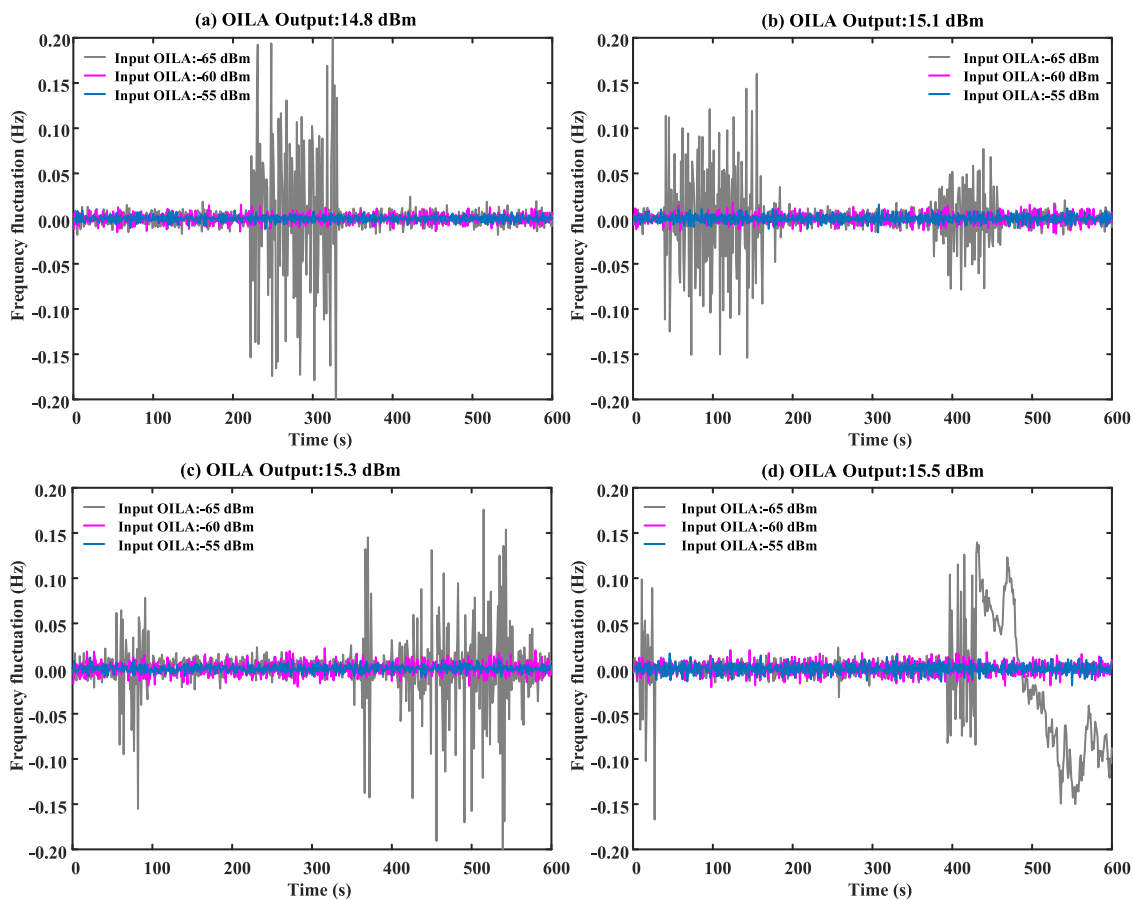 (a) OILA Output:14.8 dBm
Frequency fluctuation (Hz)
0.20
0.15
0.10
0.05
0.00
-0.05
-0.10
-0.15
-0.20
Input OILA:-65 dBm
Input OILA:-60 dBm
Input OILA:-55 dBm
0 100 200 300 400 500 600
Time (s)
(b) OILA Output:15.1 dBm
Frequency fluctuation (Hz)
0.20
0.15
0.10
0.05
0.00
-0.05
-0.10
-0.15
-0.20
Input OILA:-65 dBm
Input OILA:-60 dBm
Input OILA:-55 dBm
0 100 200 300 400 500 600
Time (s)
(c) OILA Output:15.3 dBm
Frequency fluctuation (Hz)
0.20
0.15
0.10
0.05
0.00
-0.05
-0.10
-0.15
-0.20
Input OILA:-65 dBm
Input OILA:-60 dBm
Input OILA:-55 dBm
0 100 200 300 400 500 600
Time (s)
(d) OILA Output:15.5 dBm
Frequency fluctuation (Hz)
0.20
0.15
0.10
0.05
0.00
-0.05
-0.10
-0.15
-0.20
Input OILA:-65 dBm
Input OILA:-60 dBm
Input OILA:-55 dBm
0 100 200 300 400 500 600
Time (s)